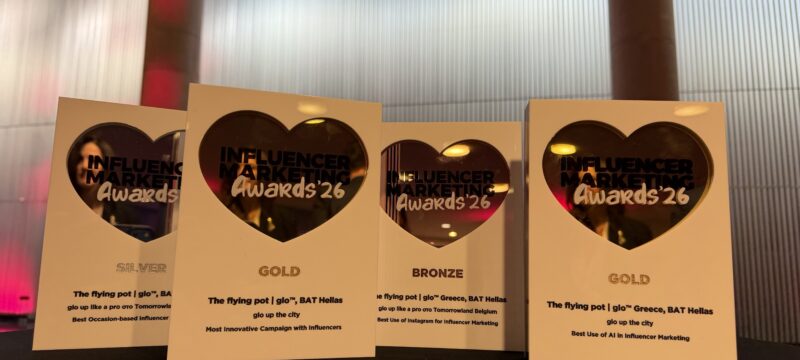 INFLUENCER
MARKETING
Awards
SILVER
The flying pot | glo™, BAT Hellas
glo up like a pro στο Tomorrowland
Best Occasion-based Influencer
INFLUENCER
MARKETING
Awards'26
GOLD
The flying pot | glo™, BAT Hellas
glo up the city
Most Innovative Campaign with Influencers
INFLUENCER
MARKETING
Awards'26
BRONZE
The flying pot | glo™ Greece, BAT Hellas
glo up like a pro στο Tomorrowland Belgium
Best Use of Instagram for Influencer Marketing
INFLUENCER
MARKETING
Awards'26
GOLD
The flying pot | glo™ Greece, BAT Hellas
glo up the city
Best Use of AI in Influencer Marketing